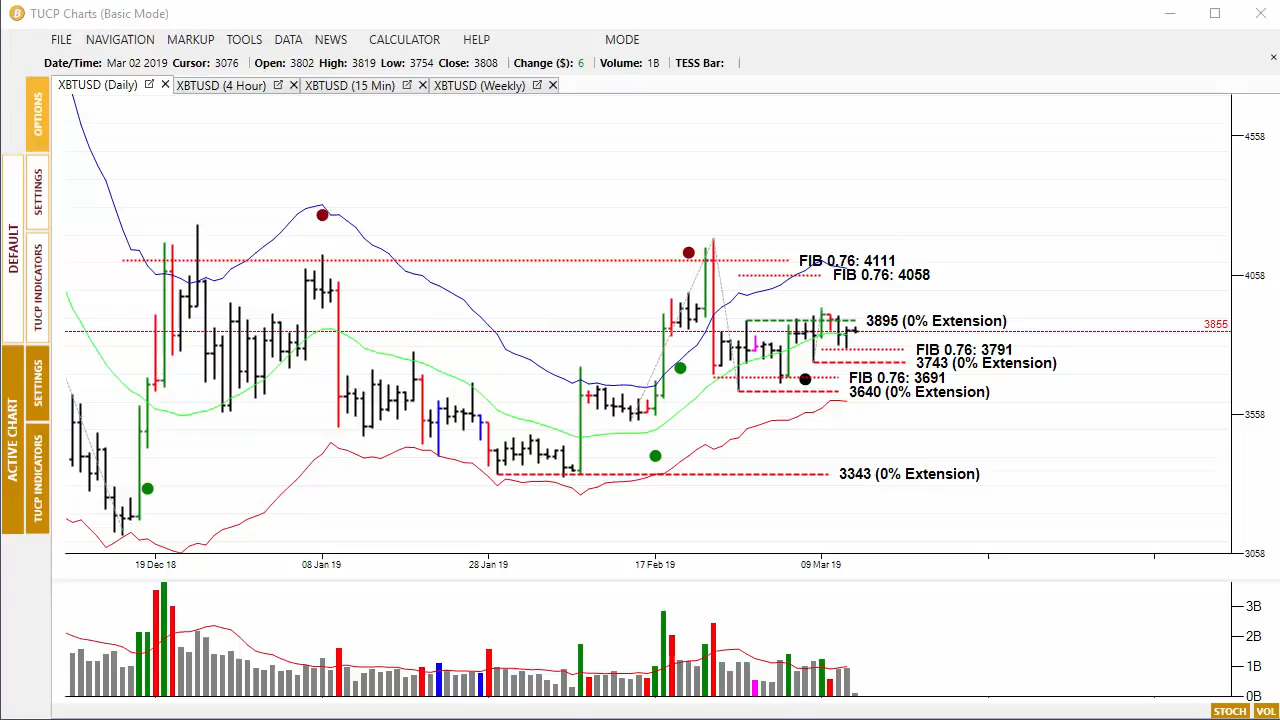 TUCP Charts (Basic Mode)
FILE NAVIGATION MARKUP TOOLS DATA NEWS CALCULATOR HELP MODE
Date/Time: Mar 02 2019 Cursor: 3076 Open: 3802 High: 3819 Low: 3754 Close: 3808 Change ($): 6 Volume: 1B TESS Bar:
XBTUSD (Daily) XBTUSD (4 Hour) XBTUSD (15 Min) XBTUSD (Weekly)
OPTIONS
DEFAULT
SETTINGS
TUCP INDICATORS
ACTIVE CHART
SETTINGS
TUCP INDICATORS
4558
FIB 0.76: 4111
FIB 0.76: 4058
4058
3895 (0% Extension)
3855
FIB 0.76: 3791
3743 (0% Extension)
FIB 0.76: 3691
3640 (0% Extension)
3558
3343 (0% Extension)
3058
19 Dec 18 08 Jan 19 28 Jan 19 17 Feb 19 09 Mar 19
3B
2B
1B
0B
STOCH VOL